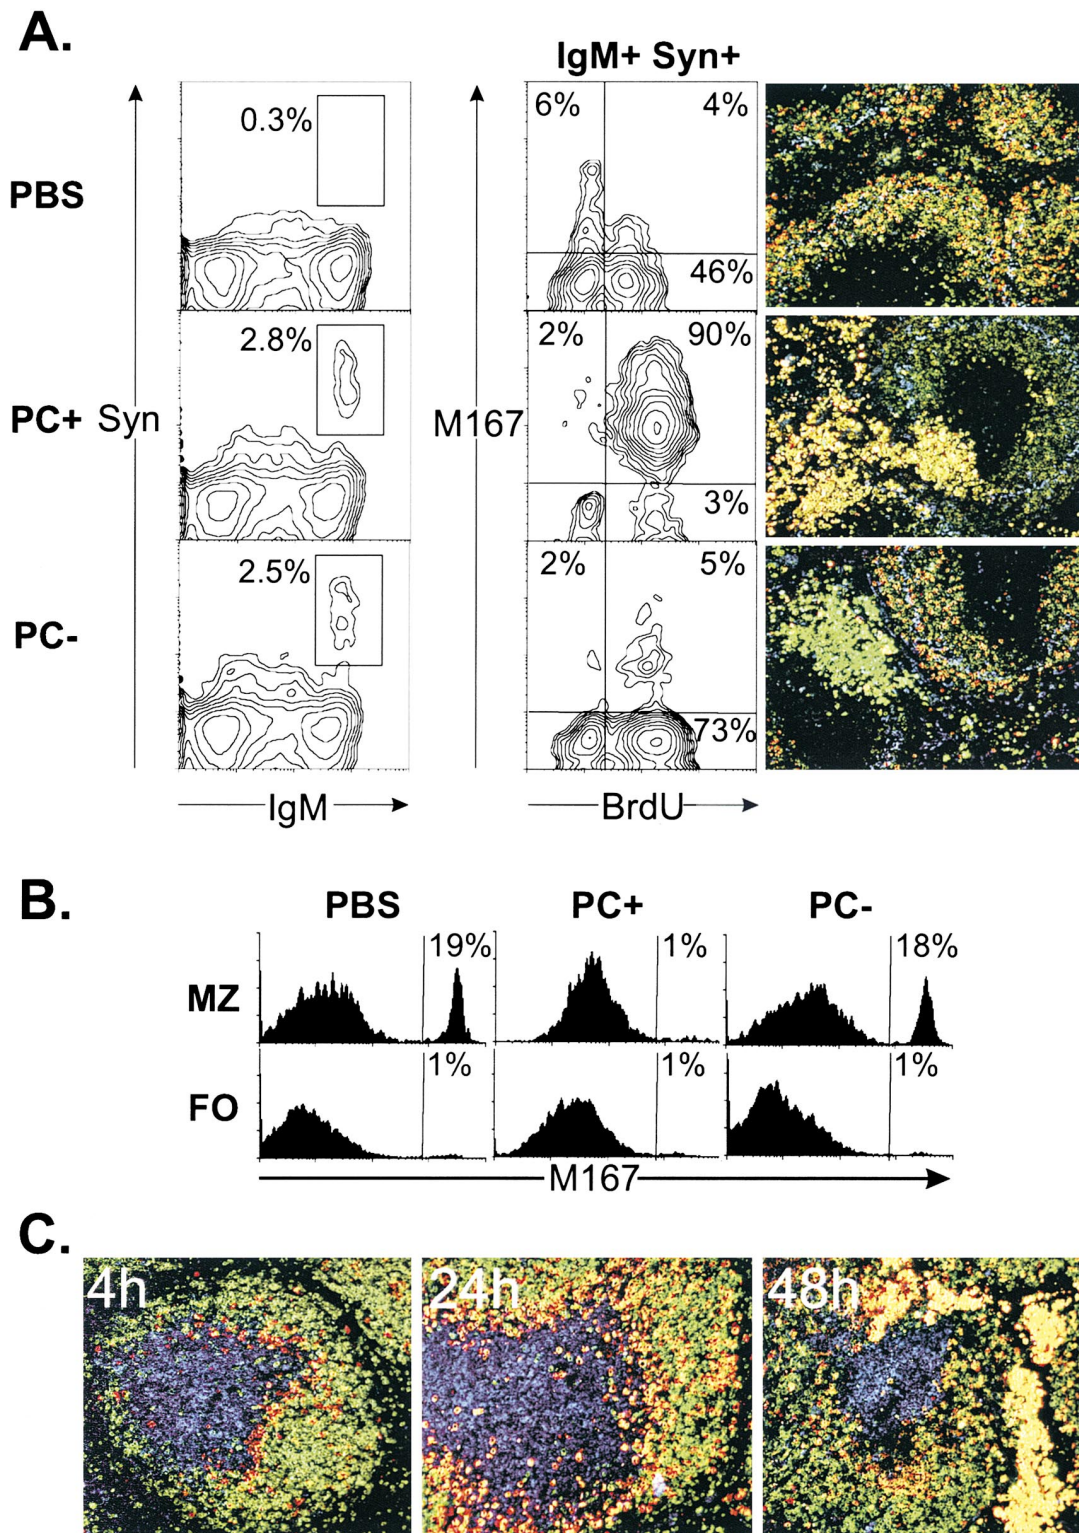 A.
IgM+ Syn+
PBS
0.3%
6%
4%
46%
PC+
Syn
2.8%
M167
2%
90%
3%
PC-
2.5%
2%
5%
73%
IgM
BrdU
B.
PBS
PC+
PC-
MZ
19%
1%
18%
FO
1%
1%
1%
M167
C.
4h
24h
48h